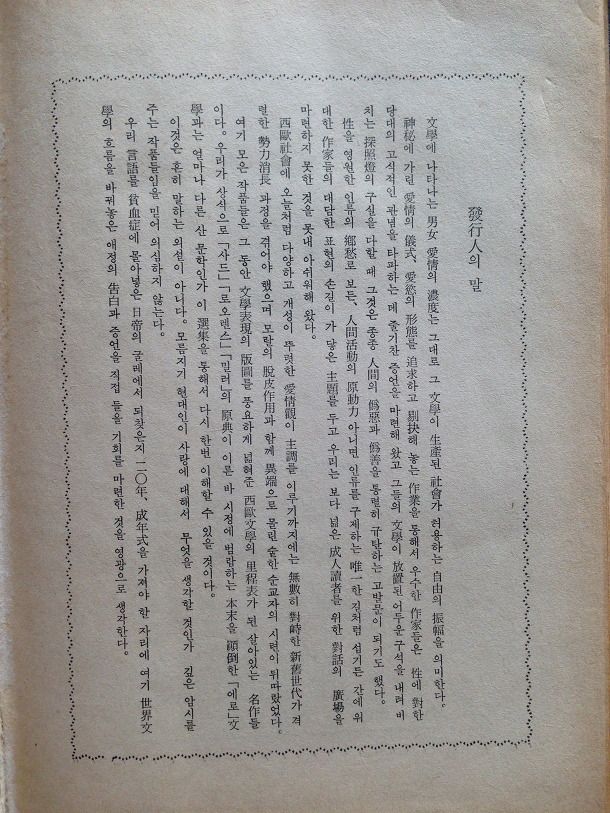 發行人의 말
文學에 나타나는 男女 愛情의 濃度는 그대로 그 文學이 生產된 社會가 허용하는 自由의 振幅을 의미한다.
神秘에 가린 愛情의 儀式、愛慾의 形態를 追求하고 剔抉해 놓는 作業을 통해서 우수한 作家들은 性에 對한
당대의 고식적인 관념을 타파하는 데 줄기찬 증언을 마련해 왔고 그들의 文學이 放置된 어두운 구석을 내려 비
치는 探照燈의 구실을 다할 때 그것은 종종 人間의 僞惡과 僞善을 통렬히 규탄하는 고발문이 되기도 했다.
性을 영원한 인류의 鄕愁로 보든、人間活動의 原動力 아니면 인류를 구제하는 唯一한 길처럼 섬기든 간에 위
대한 作家들의 대담한 표현의 손길이 가 닿은 主題를 두고 우리는 보다 넓은 成人讀者를 위한 對話의 廣場을
마련하지 못한 것을 못내 아쉬워해 왔다.
西歐社會에 오늘처럼 다양하고 개성이 뚜렷한 愛情觀이 主調를 이루기까지에는 無數히 對峙한 新舊世代가 격
렬한 勢力消長 과정을 겪어야 했으며 모랄의 脫皮作用과 함께 異端으로 몰린 숱한 순교자의 시련이 뒤따랐었다.
여기 모은 작품들은 그 동안 文學表現의 版圖를 풍요하게 넓혀준 西歐文學의 里程表가 된 살아있는 名作들
이다。우리가 상식으로「사드」「로오렌스」「밀러」의 原典이 이른 바 시정에 범람하는 本末을 顚倒한「에로」文
學과는 얼마나 다른 산 문학인가 이 選集을 통해서 다시 한번 이해할 수 있을 것이다.
이것은 흔히 말하는 외설이 아니다. 모름지기 현대인이 사랑에 대해서 무엇을 생각할 것인가 깊은 암시를
주는 작품들임을 믿어 의심하지 않는다.
우리 言語를 貧血症에 몰아넣은 日帝의 굴레에서 되찾은지 二〇年、成年式을 가져야 할 자리에 여기 世界文
學의 흐름을 바꿔놓은 애정의 告白과 증언을 직접 들을 기회를 마련한 것을 영광으로 생각한다.